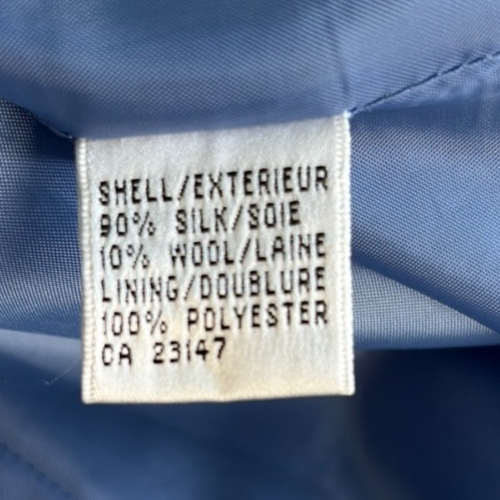 SHELL/EXTERIEUR
90% SILK/SOIE
10% WOOL/LAINE
LINING/DOUBLURE
100% POLYESTER
CA 23147